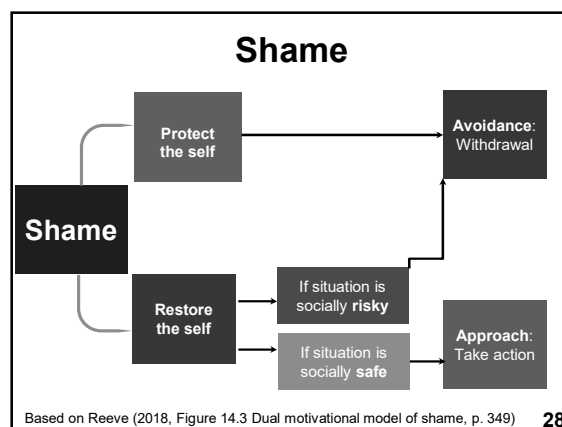 Shame
Protect
the self
Avoidance:
Withdrawal
Shame
Restore
the self
If situation is
socially risky
If situation is
socially safe
Approach:
Take action
Based on Reeve (2018, Figure 14.3 Dual motivational model of shame, p. 349)
28